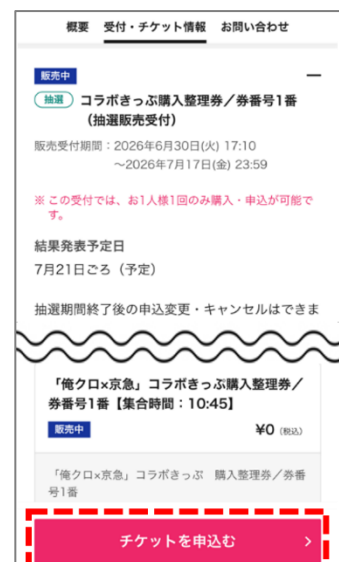 概要 受付・チケット情報 お問い合わせ
販売中
抽選 コラボきっぷ購入整理券／券番号1番
（抽選販売受付）
販売受付期間：2026年6月30日(火) 17:10
～2026年7月17日(金) 23:59
※ この受付では、お1人様1回のみ購入・申込が可能で
す。
結果発表予定日
7月21日ごろ（予定）
抽選期間終了後の申込変更・キャンセルはできま
「俺クロ×京急」コラボきっぷ購入整理券／
券番号1番【集合時間：10:45】
販売中 ¥0 (税込)
「俺クロ×京急」コラボきっぷ 購入整理券／券番
号1番
チケットを申込む